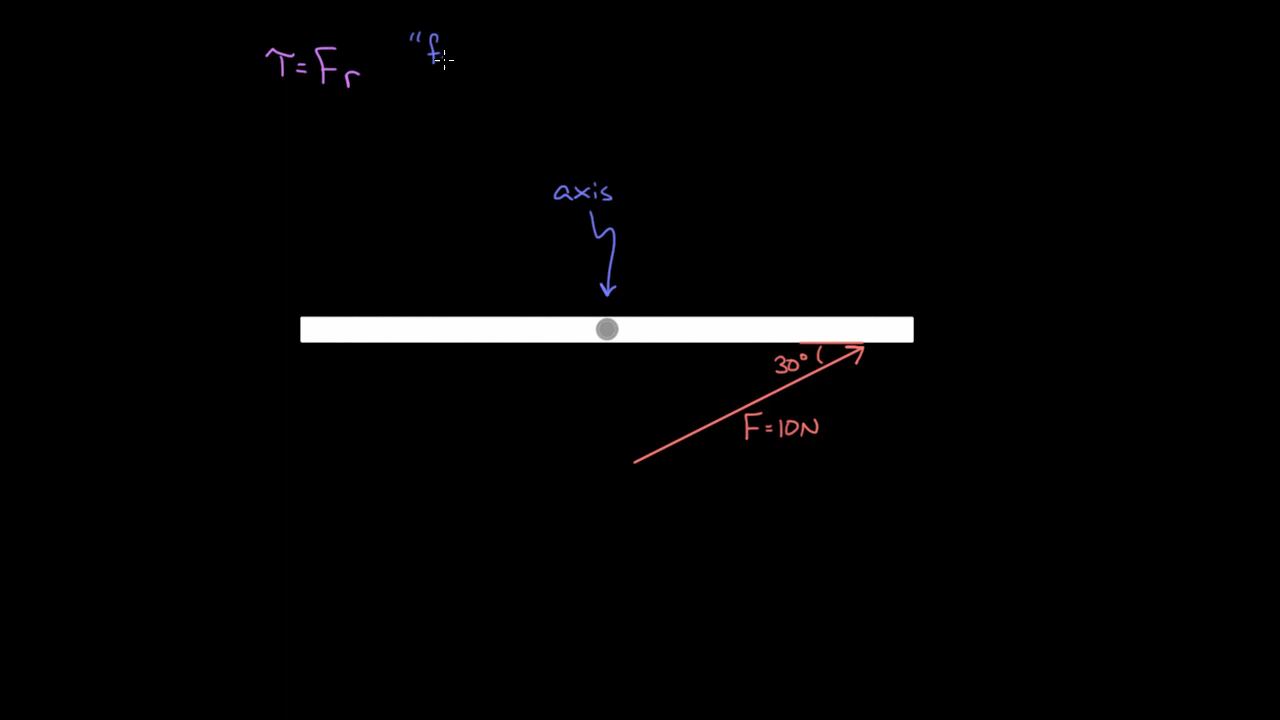 τ=Fr "f
axis
30°
F=10N